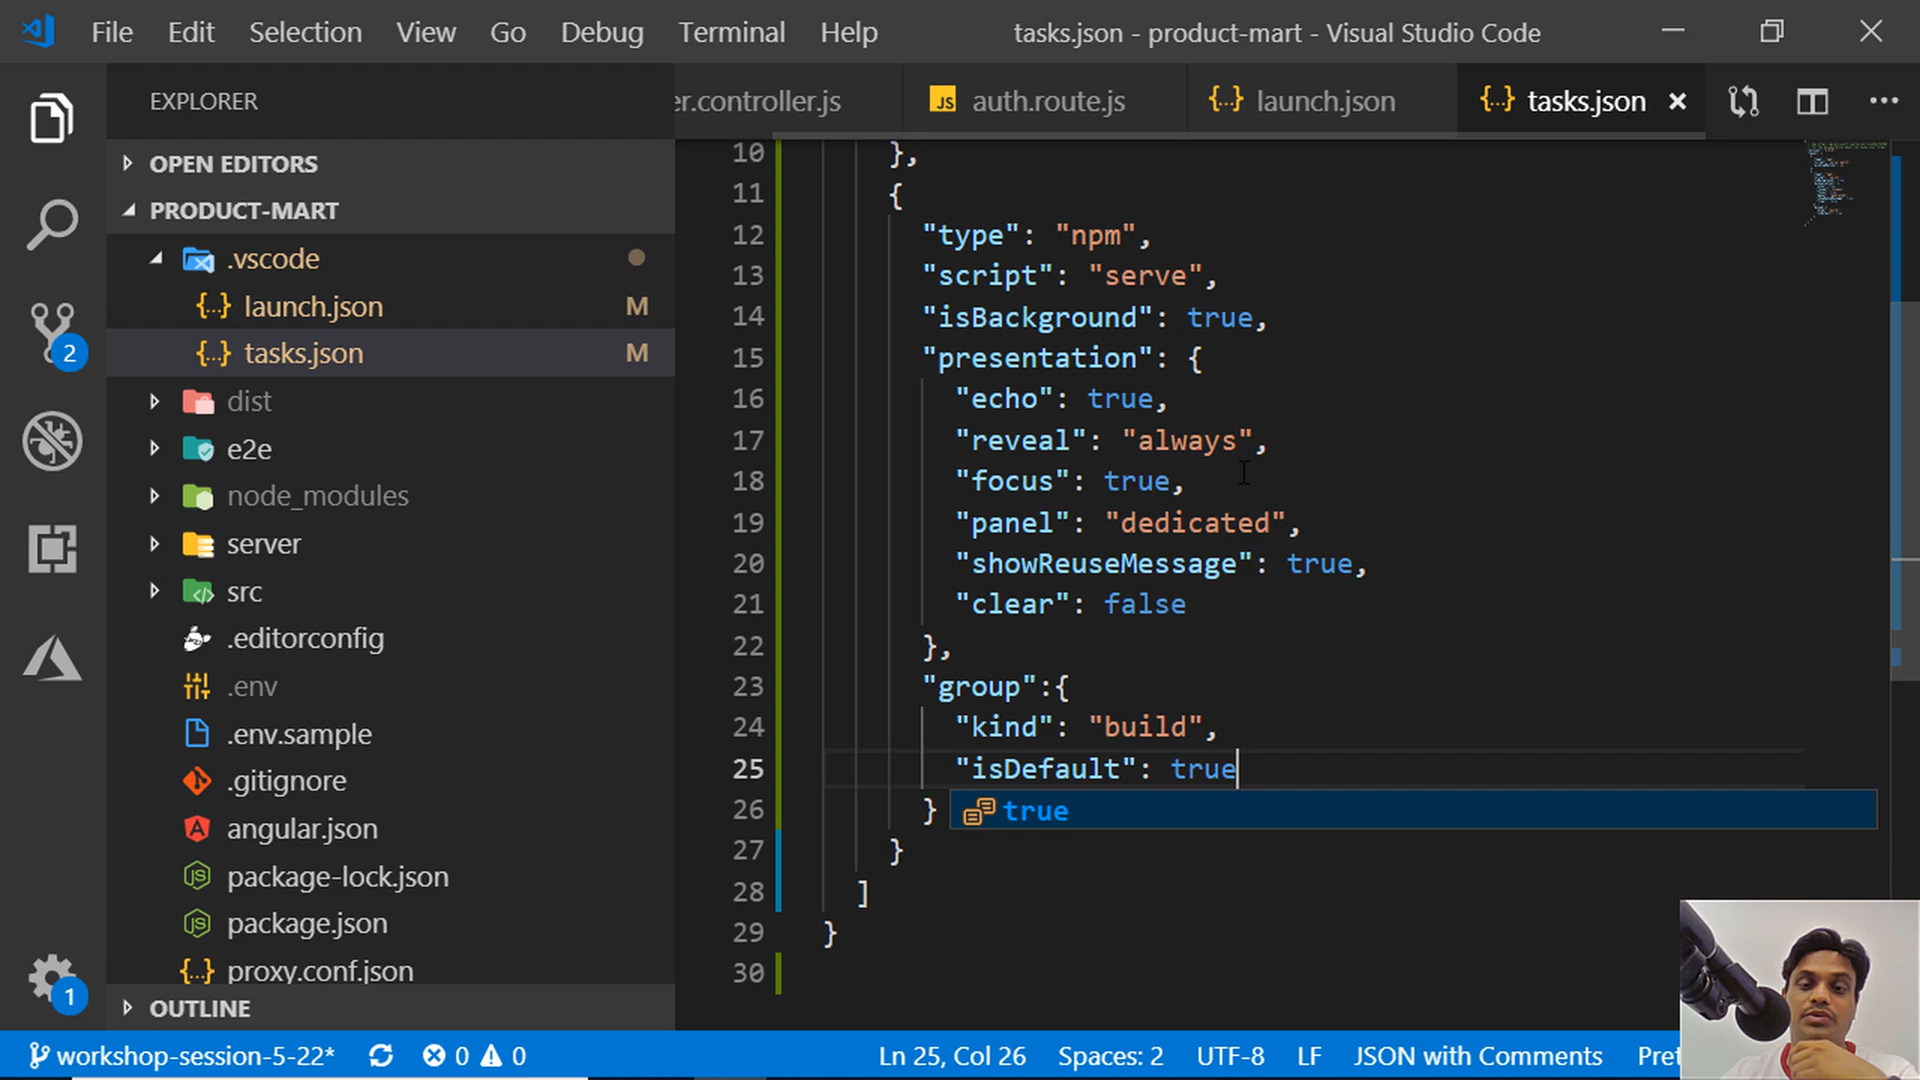 File Edit Selection View Go Debug Terminal Help tasks.json - product-mart - Visual Studio Code
EXPLORER
er.controller.js
JS auth.route.js
{..} launch.json
{..} tasks.json
OPEN EDITORS
PRODUCT-MART
.vscode
{..} launch.json M
{..} tasks.json M
dist
e2e
node_modules
server
src
.editorconfig
.env
.env.sample
.gitignore
angular.json
package-lock.json
package.json
{..} proxy.conf.json
OUTLINE
2
1
10 },
11 {
12 "type": "npm",
13 "script": "serve",
14 "isBackground": true,
15 "presentation": {
16 "echo": true,
17 "reveal": "always",
18 "focus": true,
19 "panel": "dedicated",
20 "showReuseMessage": true,
21 "clear": false
22 },
23 "group":{
24 "kind": "build",
25 "isDefault": true
26 }
true
27 }
28 ]
29 }
30
workshop-session-5-22* 0 0 Ln 25, Col 26 Spaces: 2 UTF-8 LF JSON with Comments